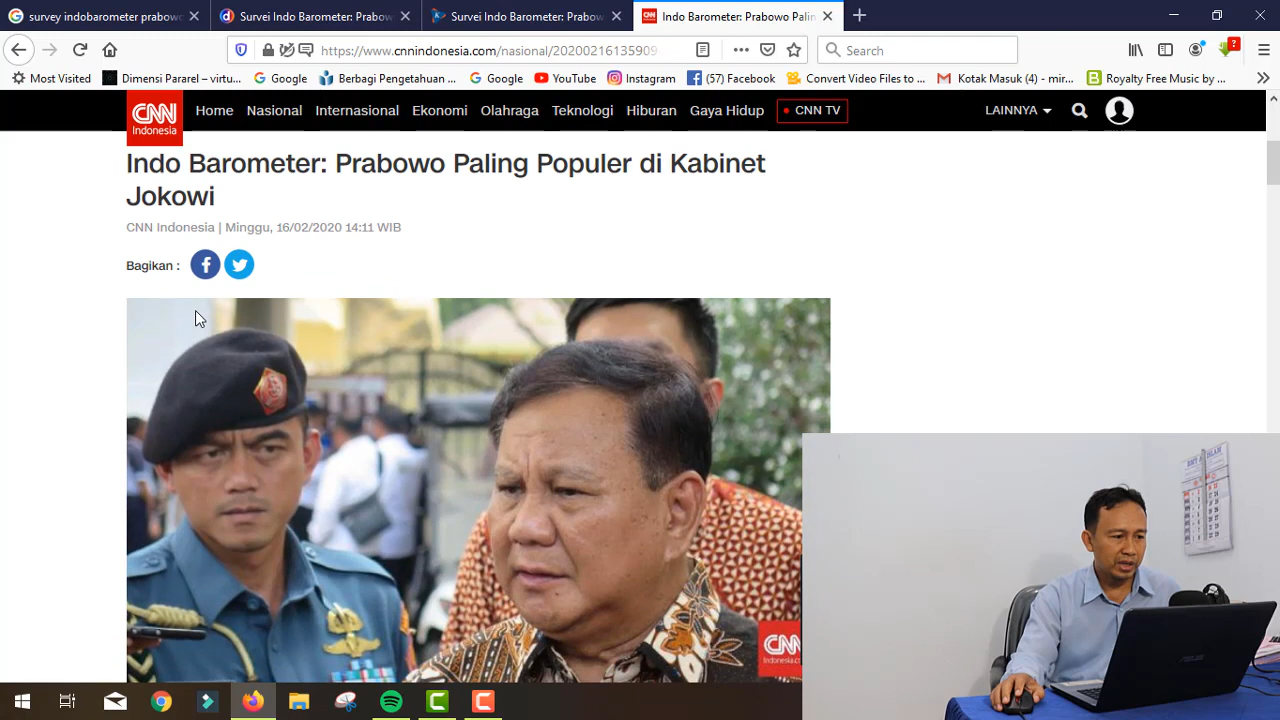 survey indobarometer prabowo
Survei Indo Barometer: Prabow
Survei Indo Barometer: Prabow
Indo Barometer: Prabowo Palin
https://www.cnnindonesia.com/nasional/20200216135909
Search
Most Visited
Dimensi Pararel – virtu...
Google
Berbagi Pengetahuan ...
Google
YouTube
Instagram
(57) Facebook
Convert Video Files to ...
Kotak Masuk (4) - mir...
Royalty Free Music by ...
CNN
Indonesia
Home
Nasional
Internasional
Ekonomi
Olahraga
Teknologi
Hiburan
Gaya Hidup
CNN TV
LAINNYA
Indo Barometer: Prabowo Paling Populer di Kabinet
Jokowi
CNN Indonesia | Minggu, 16/02/2020 14:11 WIB
Bagikan :
ASUS